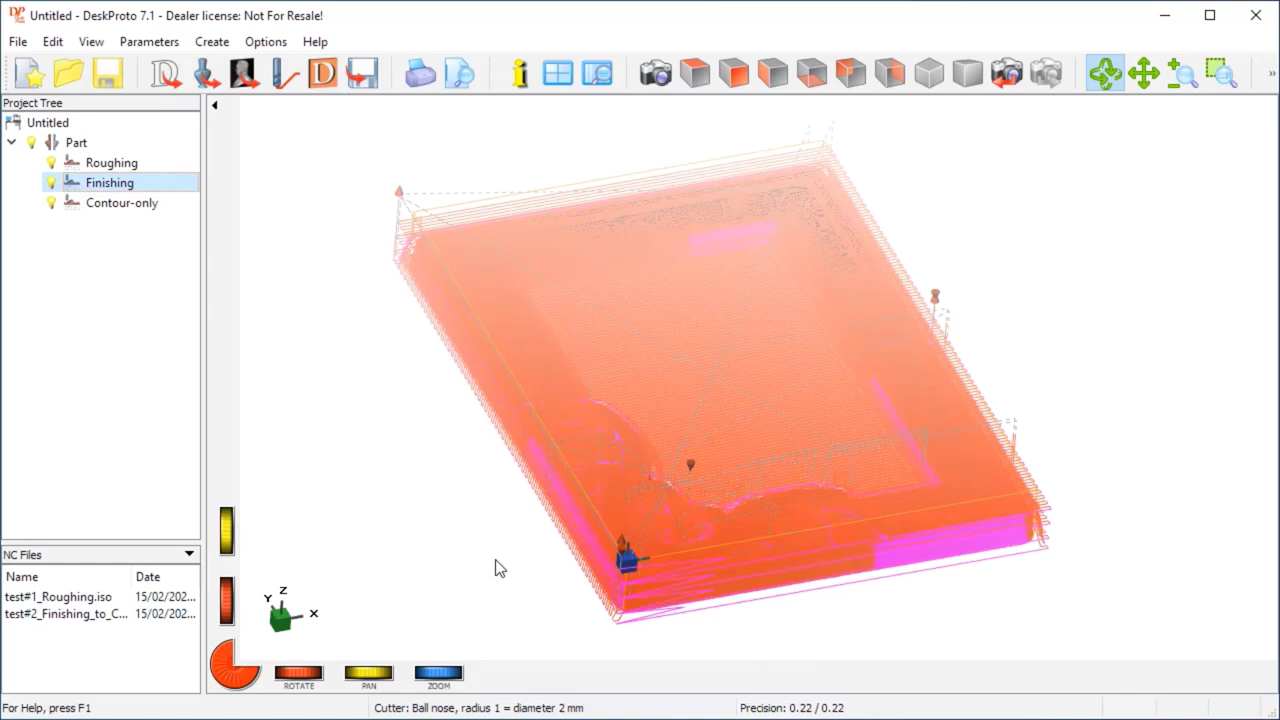 Untitled - DeskProto 7.1 - Dealer license: Not For Resale!
File Edit View Parameters Create Options Help
Project Tree
Untitled
Part
Roughing
Finishing
Contour-only
NC Files
Name Date
test#1_Roughing.iso 15/02/202...
test#2_Finishing_to_C... 15/02/202...
Z
Y
X
ROTATE PAN ZOOM
For Help, press F1 Cutter: Ball nose, radius 1 = diameter 2 mm Precision: 0.22 / 0.22